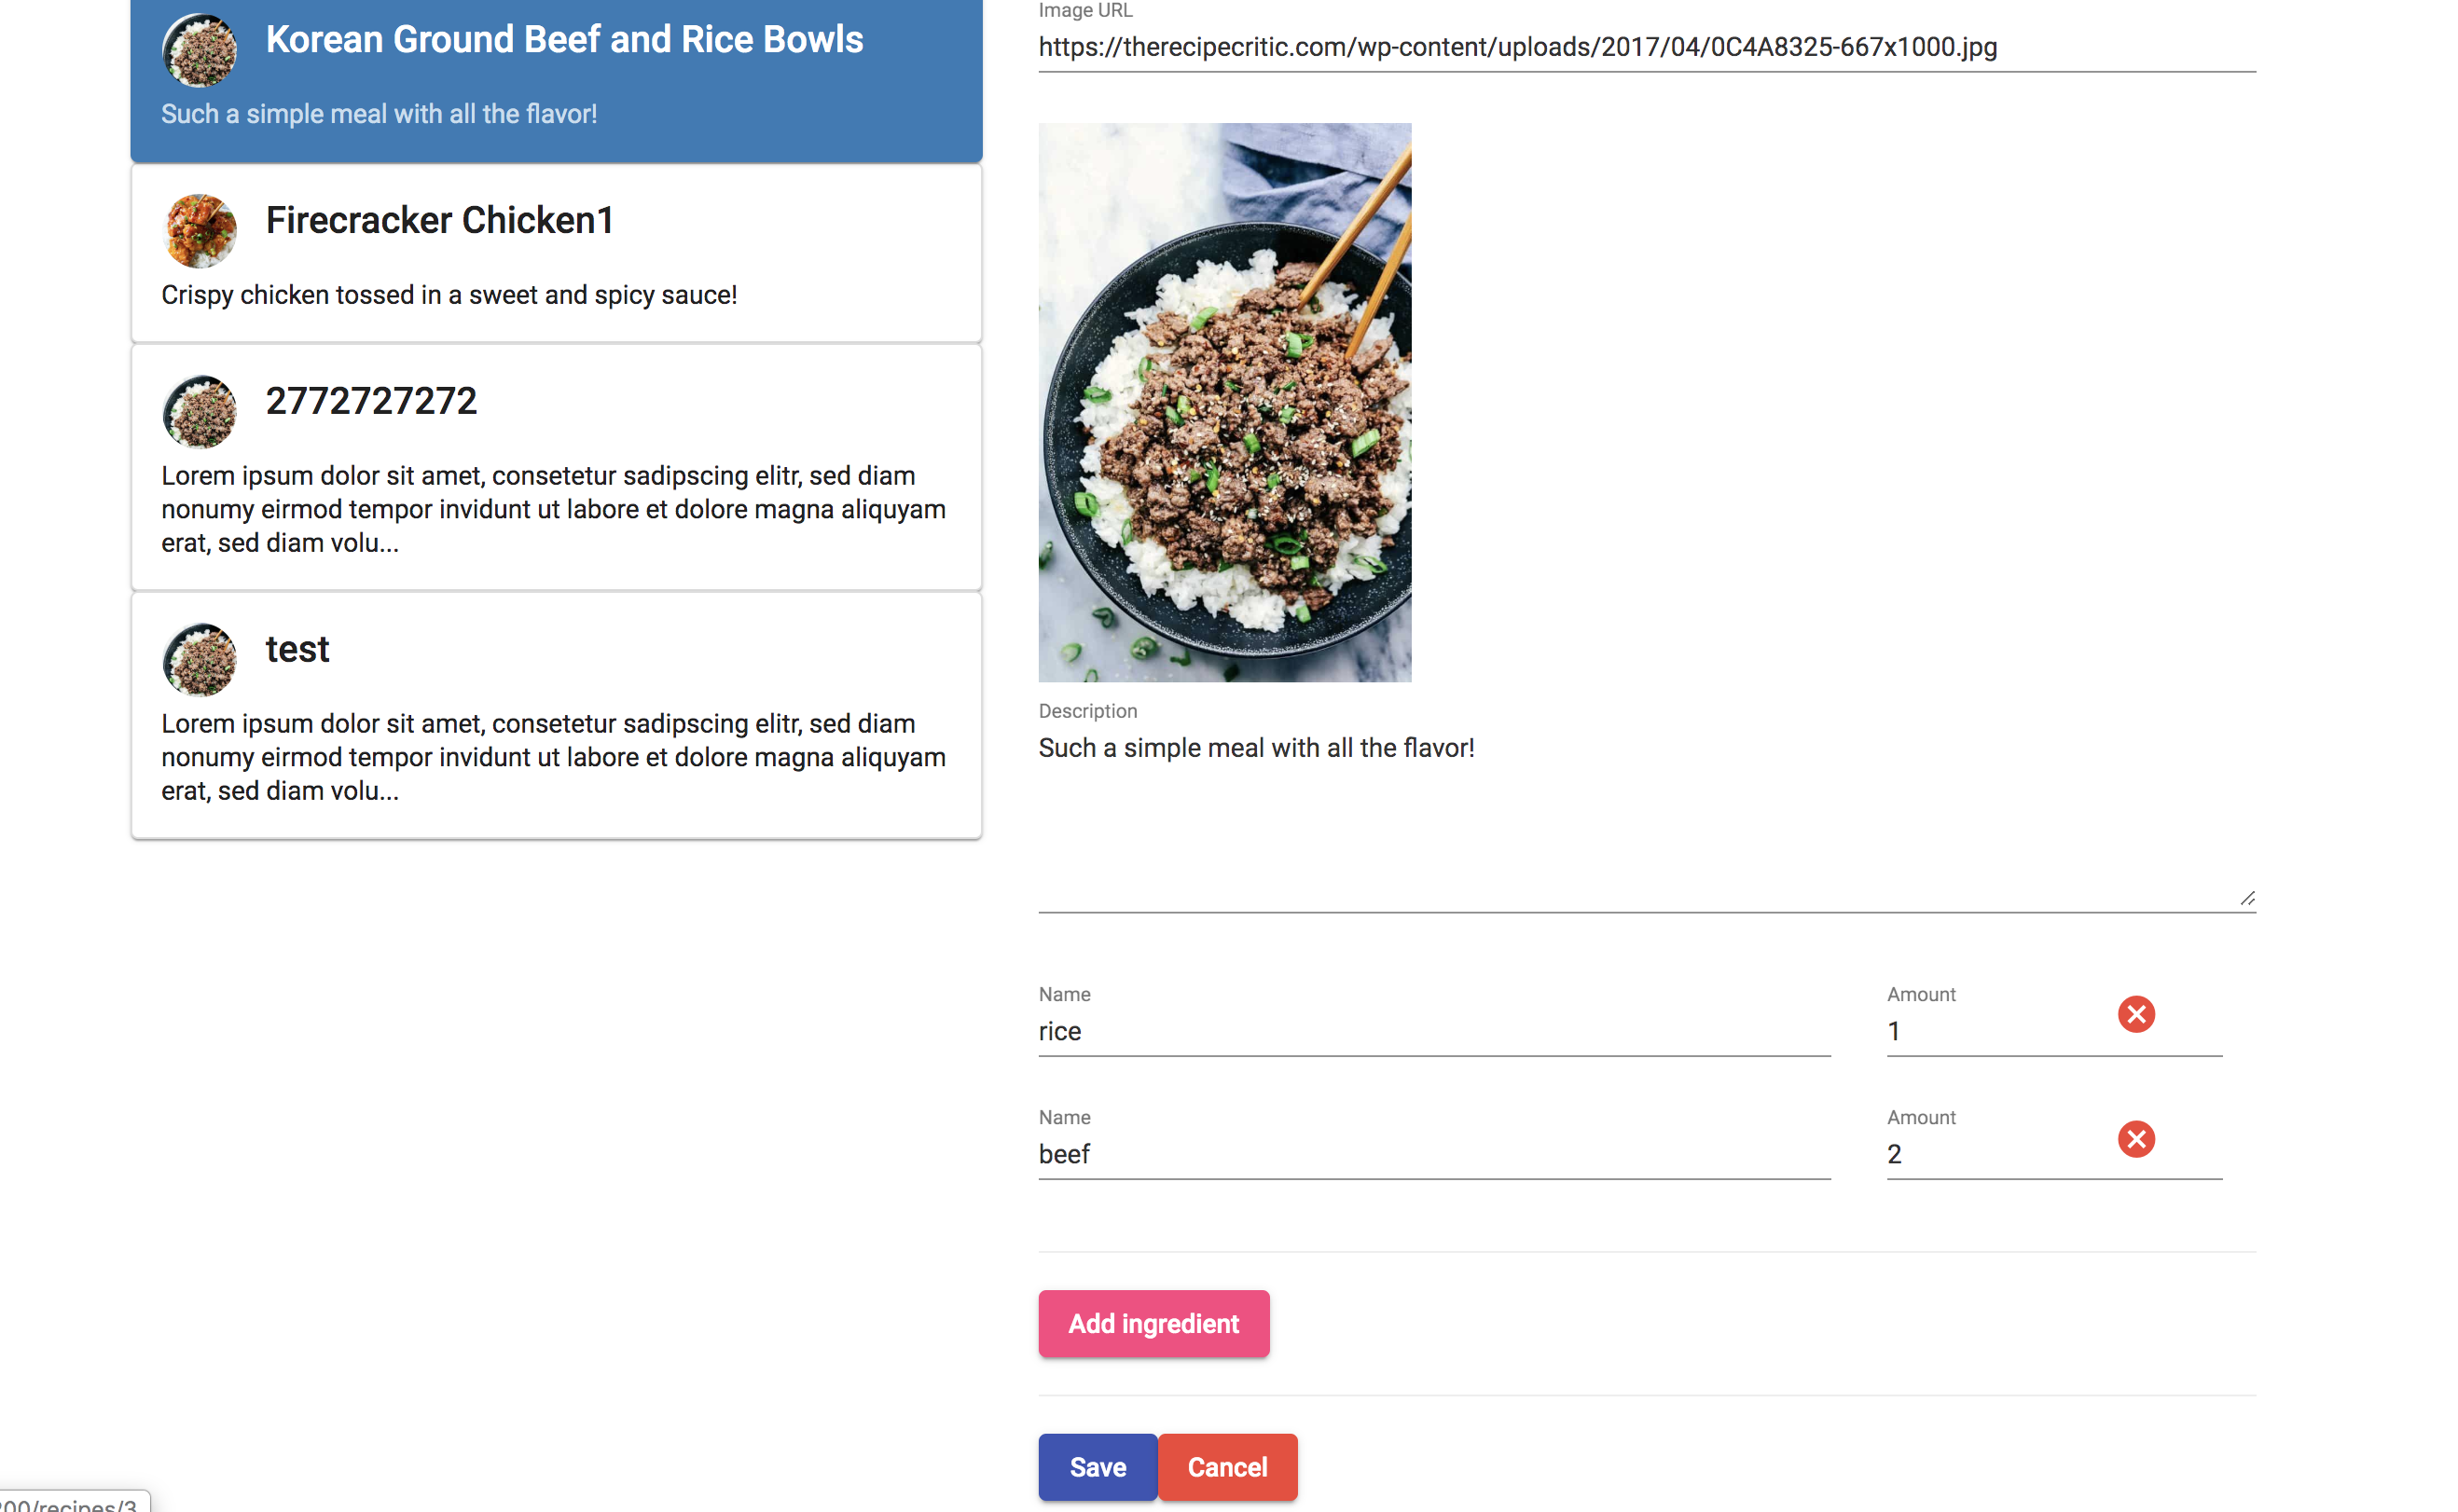 Korean Ground Beef and Rice Bowls
Such a simple meal with all the flavor!
Firecracker Chicken1
Crispy chicken tossed in a sweet and spicy sauce!
2772727272
Lorem ipsum dolor sit amet, consetetur sadipscing elitr, sed diam
nonumy eirmod tempor invidunt ut labore et dolore magna aliquyam
erat, sed diam volu...
test
Lorem ipsum dolor sit amet, consetetur sadipscing elitr, sed diam
nonumy eirmod tempor invidunt ut labore et dolore magna aliquyam
erat, sed diam volu...
Image URL
https://therecipecritic.com/wp-content/uploads/2017/04/0C4A8325-667x1000.jpg
Description
Such a simple meal with all the flavor!
Name Amount
rice 1
Name Amount
beef 2
Add ingredient
Save Cancel
200/recipes/3